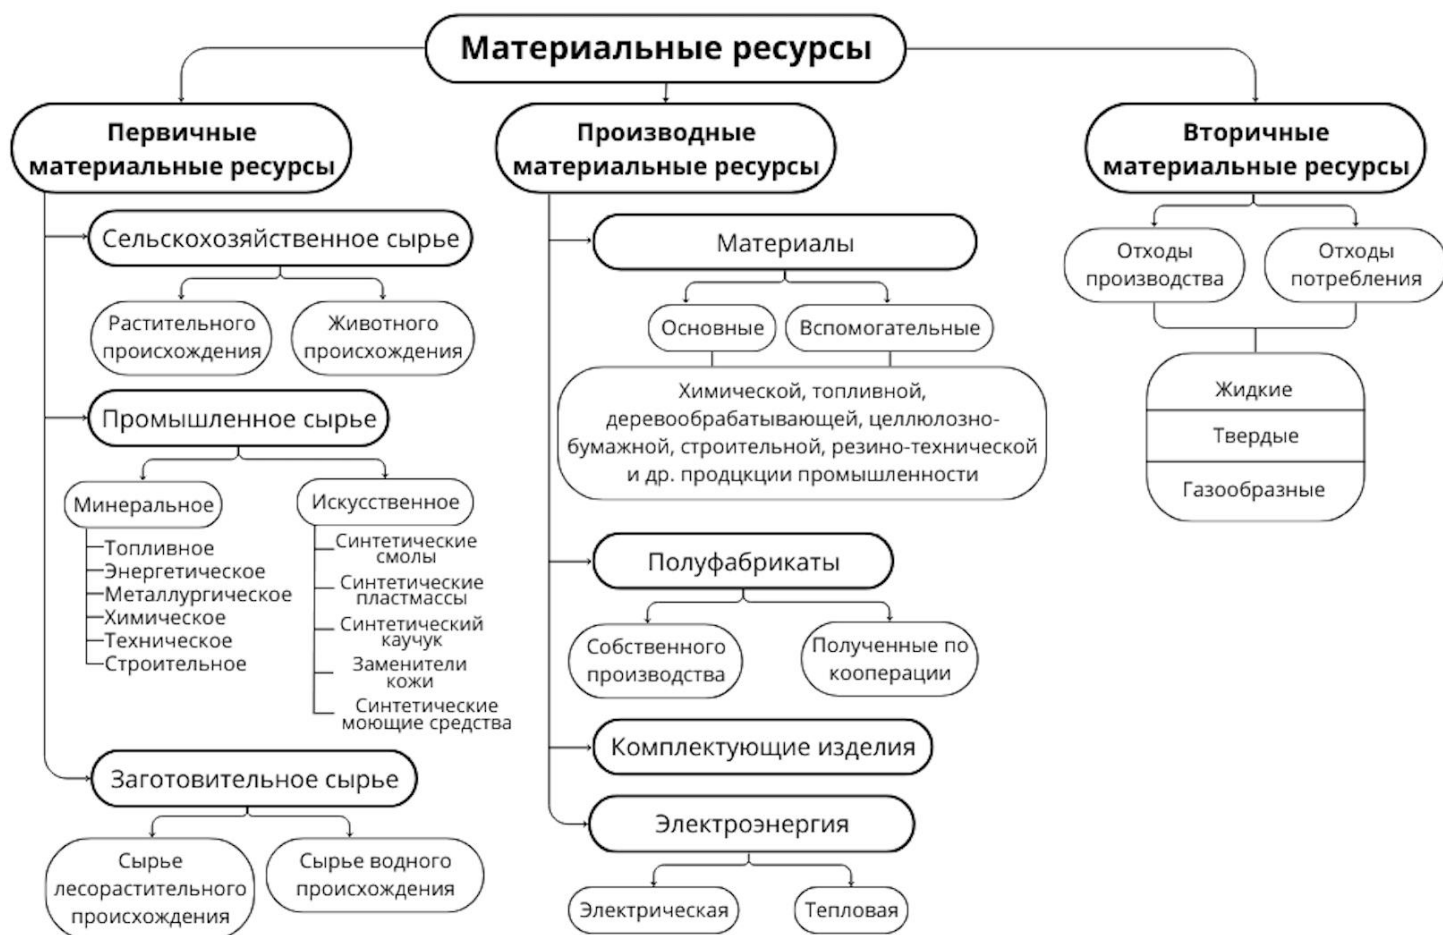 Материальные ресурсы
Первичные
материальные ресурсы
Сельскохозяйственное сырье
Растительного
происхождения
Животного
происхождения
Промышленное сырье
Минеральное
Топливное
Энергетическое
Металлургическое
Химическое
Техническое
Строительное
Искусственное
Синтетические
смолы
Синтетические
пластмассы
Синтетический
каучук
Заменители
кожи
Синтетические
моющие средства
Заготовительное сырье
Сырье
лесорастительного
происхождения
Сырье водного
происхождения
Производные
материальные ресурсы
Материалы
Основные
Вспомогательные
Химической, топливной,
деревообрабатывающей, целлюлозно-
бумажной, строительной, резино-технической
и др. продцкции промышленности
Полуфабрикаты
Собственного
производства
Полученные по
кооперации
Комплектующие изделия
Электроэнергия
Электрическая
Тепловая
Вторичные
материальные ресурсы
Отходы
производства
Отходы
потребления
Жидкие
Твердые
Газообразные